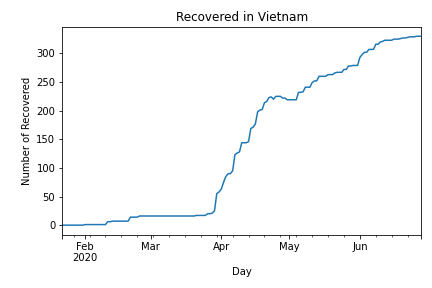 Recovered in Vietnam
Number of Recovered
300
250
200
150
100
50
0
Feb
2020
Mar
Apr
May
Jun
Day